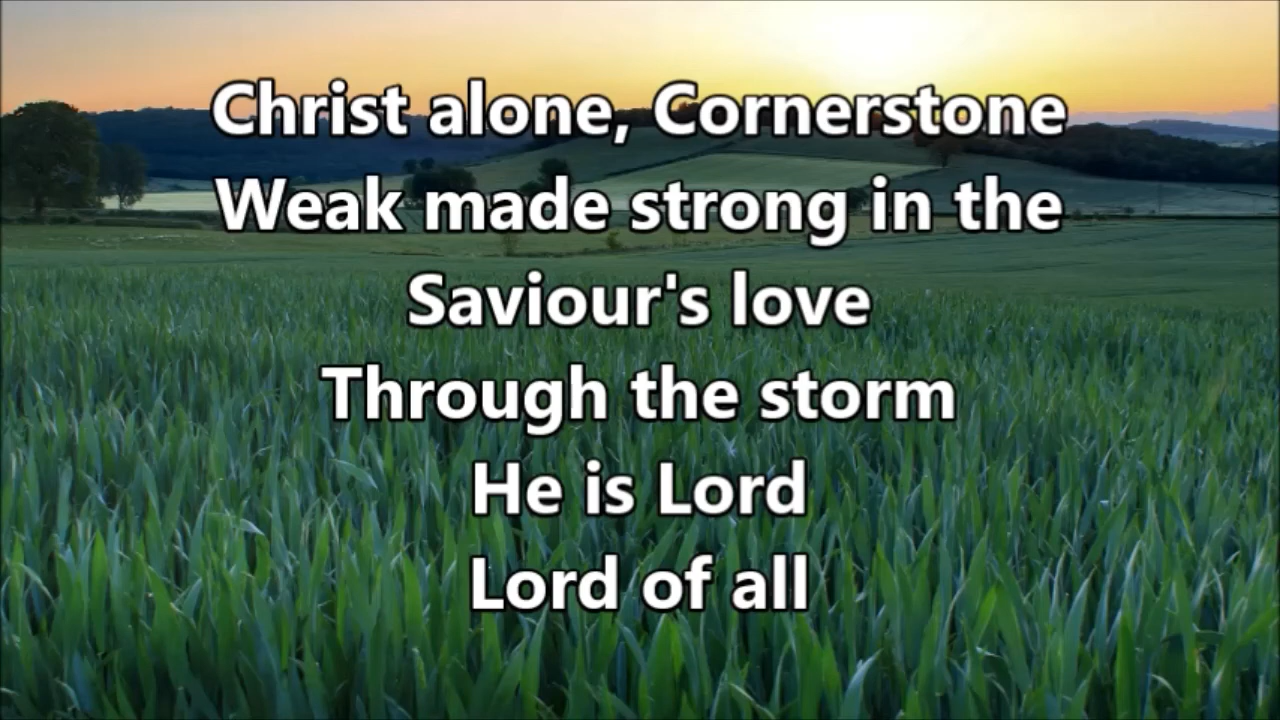 Christ alone, Cornerstone
Weak made strong in the
Saviour's love
Through the storm
He is Lord
Lord of all